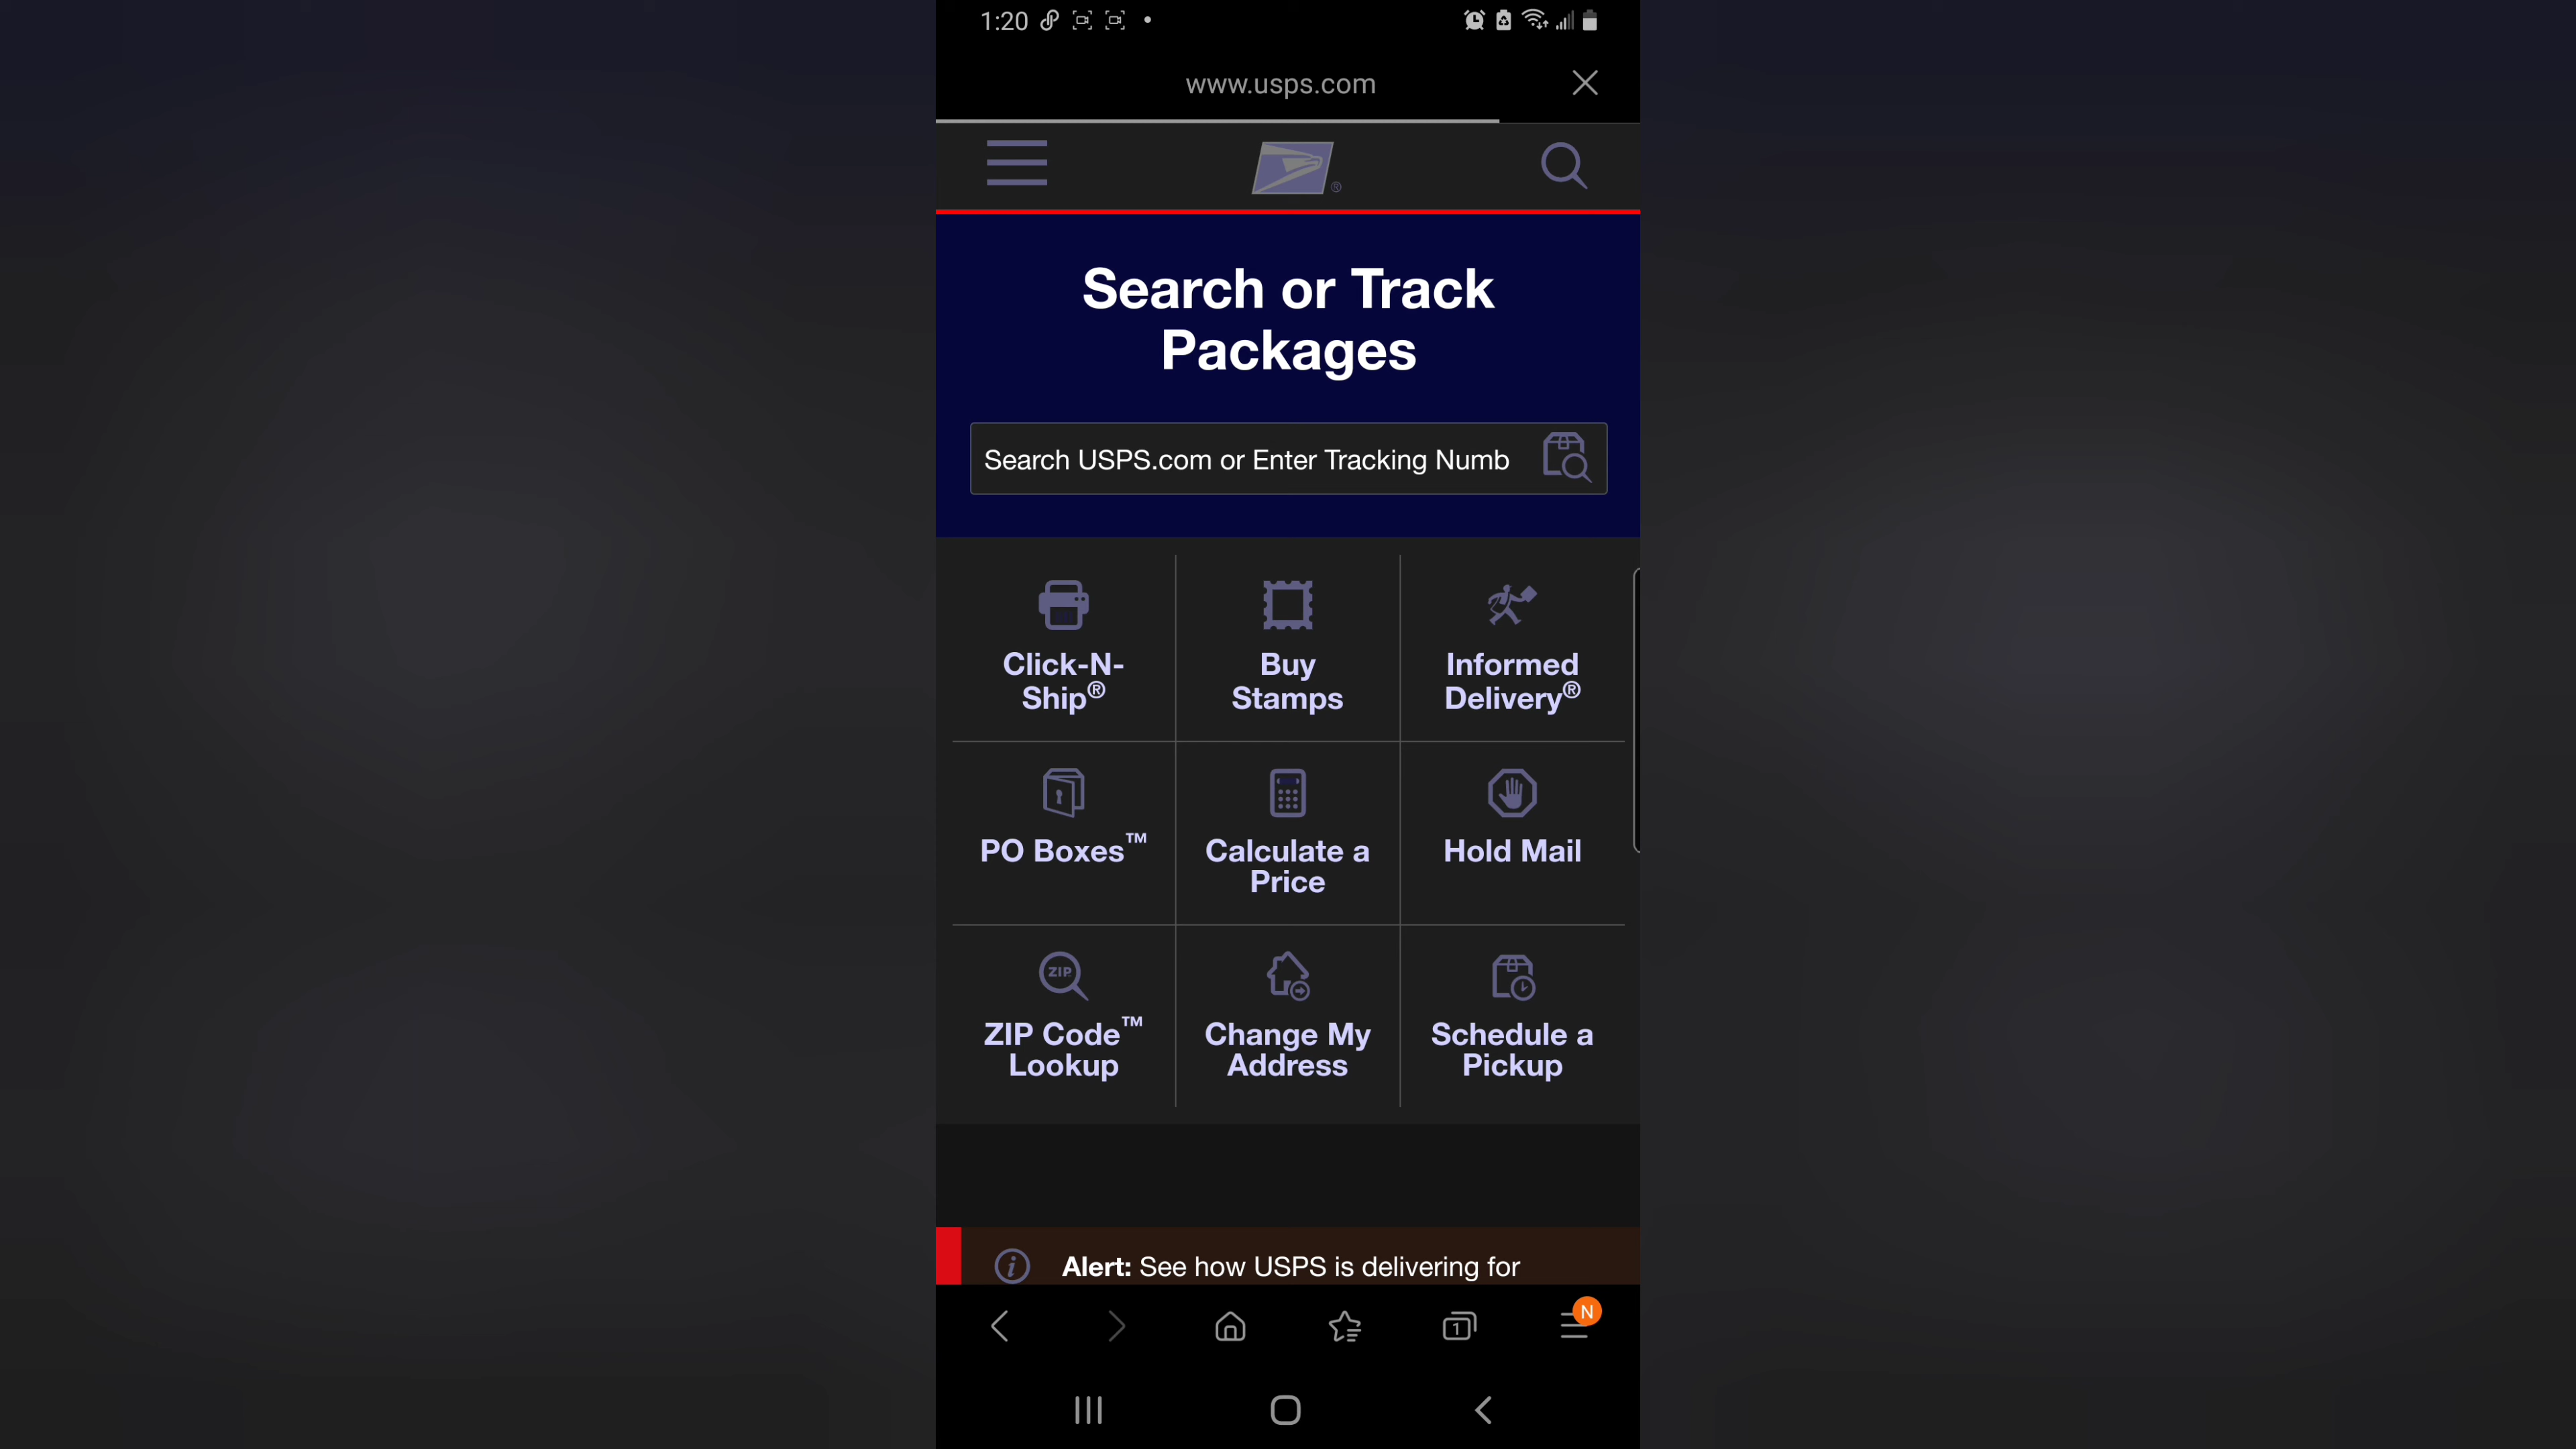 1:20
www.usps.com
®
Search or Track
Packages
Search USPS.com or Enter Tracking Numb
Click-N-
Ship®
Buy
Stamps
Informed
Delivery®
PO Boxes™
Calculate a
Price
Hold Mail
ZIP
ZIP Code™
Lookup
Change My
Address
Schedule a
Pickup
i
Alert: See how USPS is delivering for
1
N